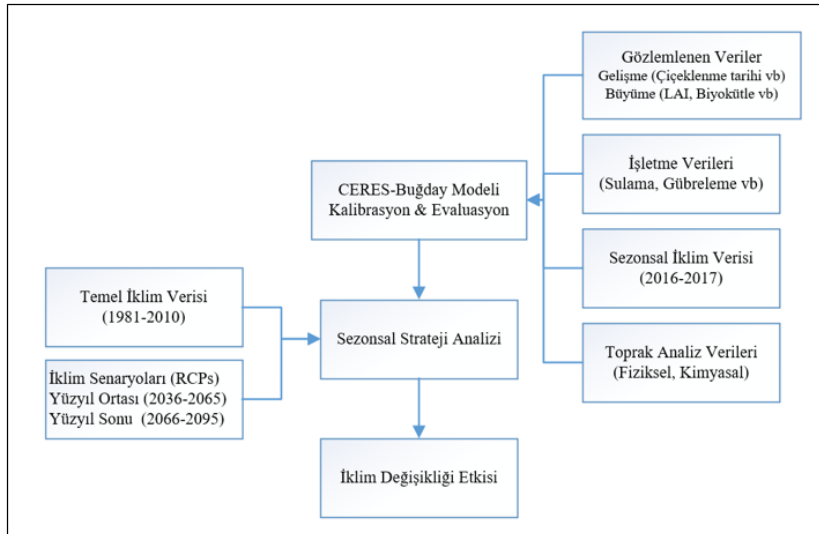 Gözlemlenen Veriler
Gelişme (Çiçeklenme tarihi vb)
Büyüme (LAI, Biyokütle vb)
İşletme Verileri
(Sulama, Gübreleme vb)
CERES-Buğday Modeli
Kalibrasyon & Evaluasyon
Sezonsal İklim Verisi
(2016-2017)
Temel İklim Verisi
(1981-2010)
Sezonsal Strateji Analizi
Toprak Analiz Verileri
(Fiziksel, Kimyasal)
İklim Senaryoları (RCPs)
Yüzyıl Ortası (2036-2065)
Yüzyıl Sonu (2066-2095)
İklim Değişikliği Etkisi